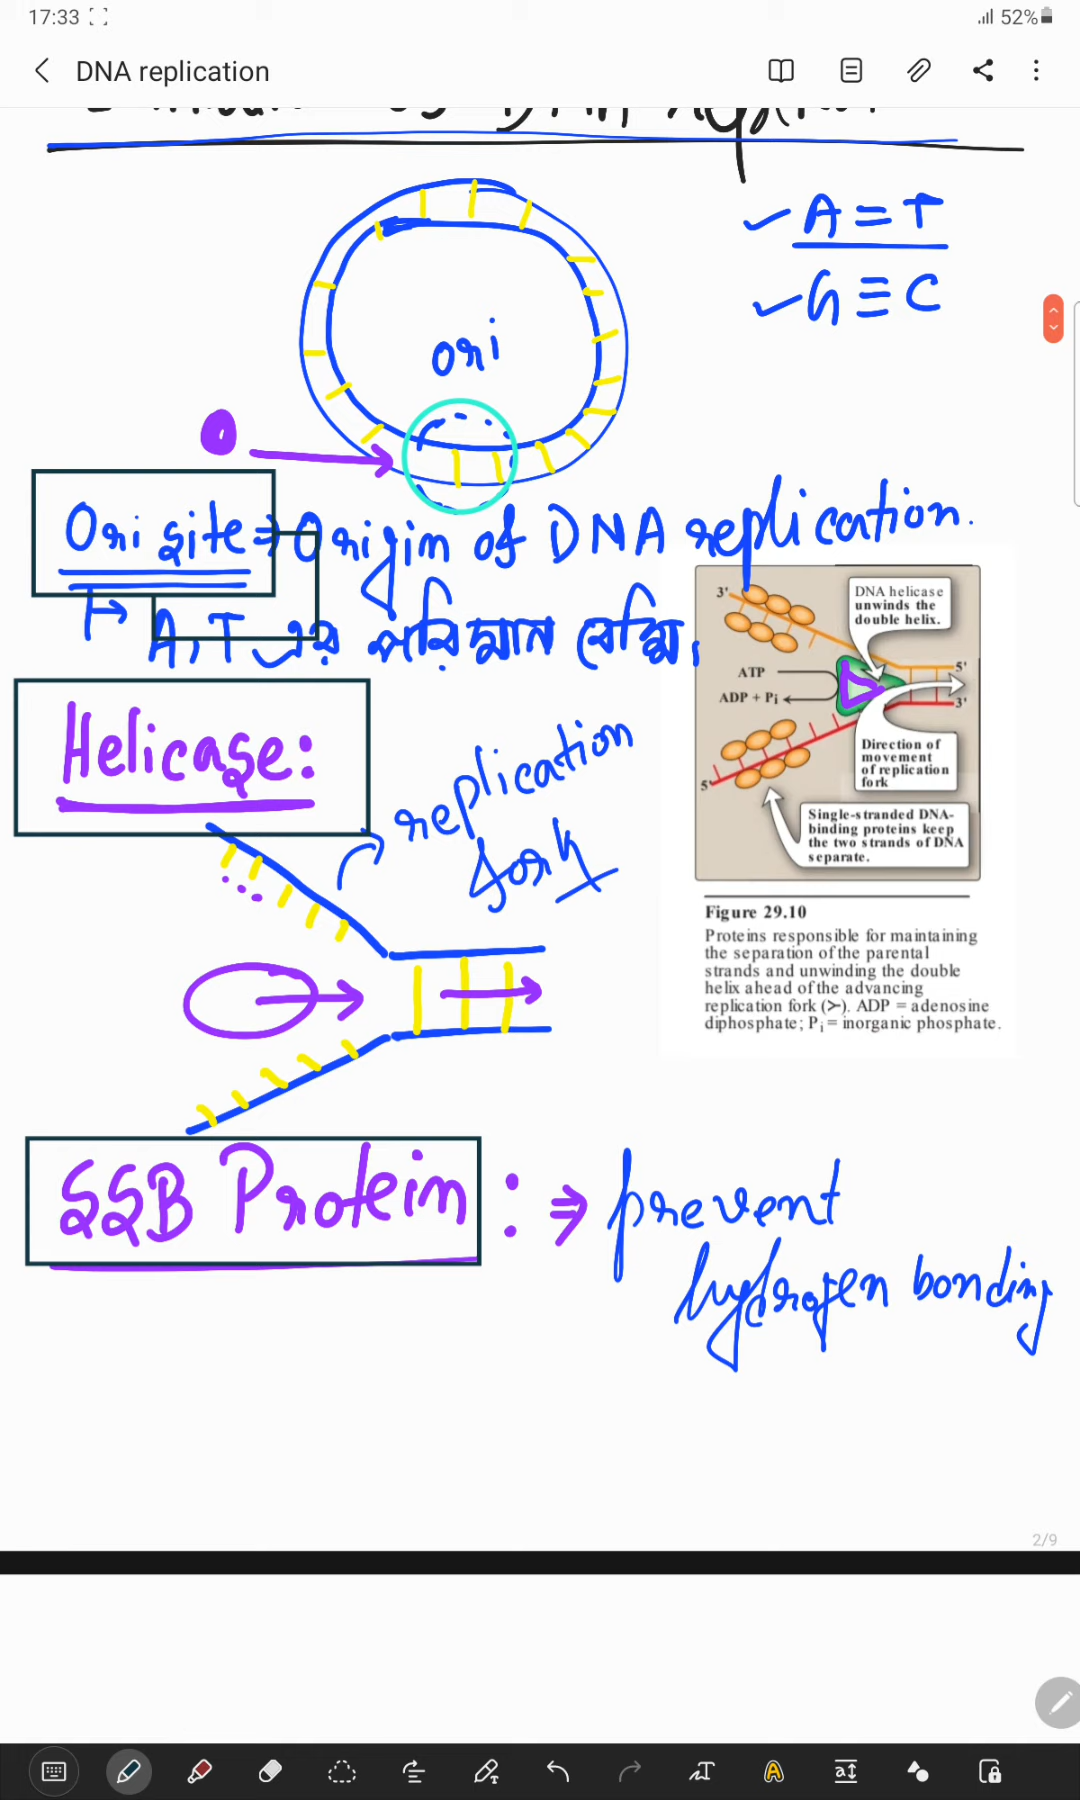 17:33
52%
DNA replication
DNA
A = T
G ≡ C
ori
Ori site ⇒ Origin of DNA replication.
A, T এর পরিমান বেশি।
Helicase:
replication
fork
3'
DNA helicase
unwinds the
double helix.
ATP
5'
ADP + Pi
3'
Direction of
movement
of replication
fork
5'
Single-stranded DNA-
binding proteins keep
the two strands of DNA
separate.
Figure 29.10
Proteins responsible for maintaining
the separation of the parental
strands and unwinding the double
helix ahead of the advancing
replication fork (>). ADP = adenosine
diphosphate; Pi = inorganic phosphate.
SSB Protein : ⇒ prevent
hydrogen bonding
2/9